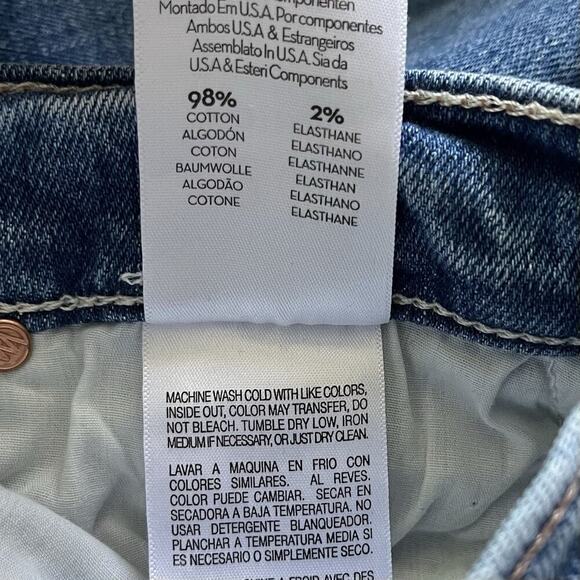 Montado Em U.S.A. Por componentes
Ambos U.S.A & Estrangeiros
Assemblato In U.S.A. Sia da
U.S.A & Esteri Components
98%
COTTON
ALGODÓN
COTON
BAUMWOLLE
ALGODÃO
COTONE
2%
ELASTHANE
ELASTHANO
ELASTHANNE
ELASTHAN
ELASTHANO
ELASTHANE
MACHINE WASH COLD WITH LIKE COLORS,
INSIDE OUT, COLOR MAY TRANSFER, DO
NOT BLEACH. TUMBLE DRY LOW, IRON
MEDIUM IF NECESSARY, OR JUST DRY CLEAN.
LAVAR A MAQUINA EN FRIO CON
COLORES SIMILARES. AL REVES.
COLOR PUEDE CAMBIAR. SECAR EN
SECADORA A BAJA TEMPERATURA. NO
USAR DETERGENTE BLANQUEADOR.
PLANCHAR A TEMPERATURA MEDIA SI
ES NECESARIO O SIMPLEMENTE SECO.